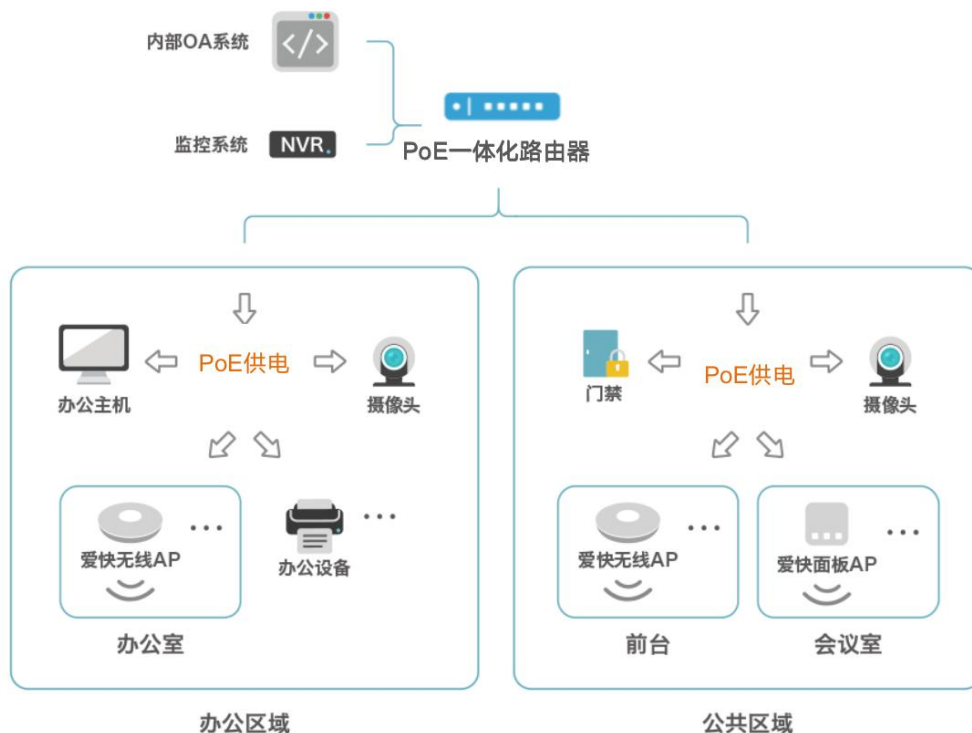 内部OA系统
</>
监控系统
NVR.
PoE一体化路由器
办公主机
PoE供电
摄像头
爱快无线AP
...
办公室
办公设备
...
办公区域
门禁
PoE供电
摄像头
爱快无线AP
...
前台
爱快面板AP
...
会议室
公共区域